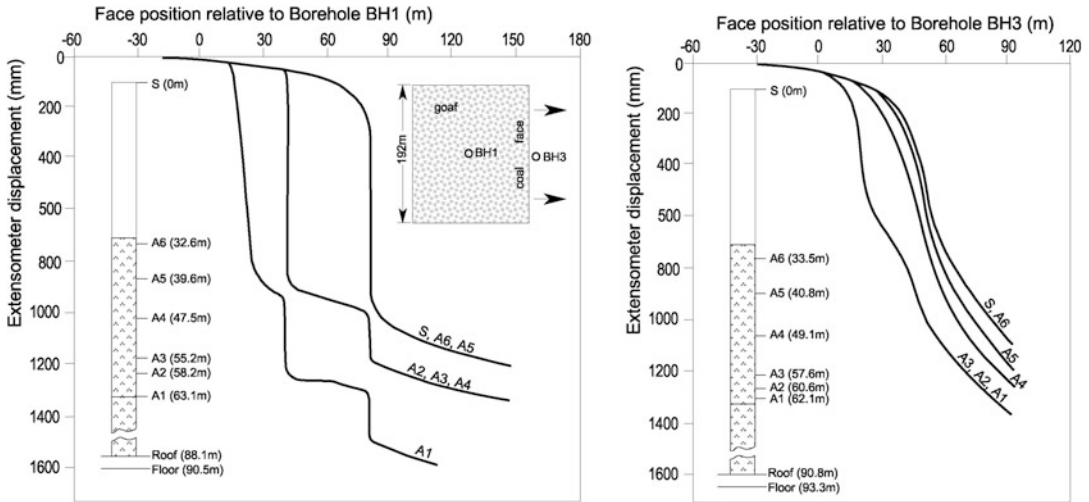 Face position relative to Borehole BH1 (m)
-60 -30 0 30 60 90 120 150 180
Extensometer displacement (mm)
0
200
400
500
800
1000
1200
1400
1600
S (0m)
A6 (32.6m)
A5 (39.6m)
A4 (47.5m)
A3 (55.2m)
A2 (58.2m)
A1 (63.1m)
Roof (88.1m)
Floor (90.5m)
192m
goaf
BH1
coal face
BH3
S, A6, A5
A2, A3, A4
A1
Face position relative to Borehole BH3 (m)
-60 -30 0 30 60 90 120
Extensometer displacement (mm)
0
200
400
500
800
1000
1200
1400
1600
S (0m)
A6 (33.5m)
A5 (40.8m)
A4 (49.1m)
A3 (57.6m)
A2 (60.6m)
A1 (62.1m)
Roof (90.8m)
Floor (93.3m)
S, A6
A5
A4
A3, A2, A1